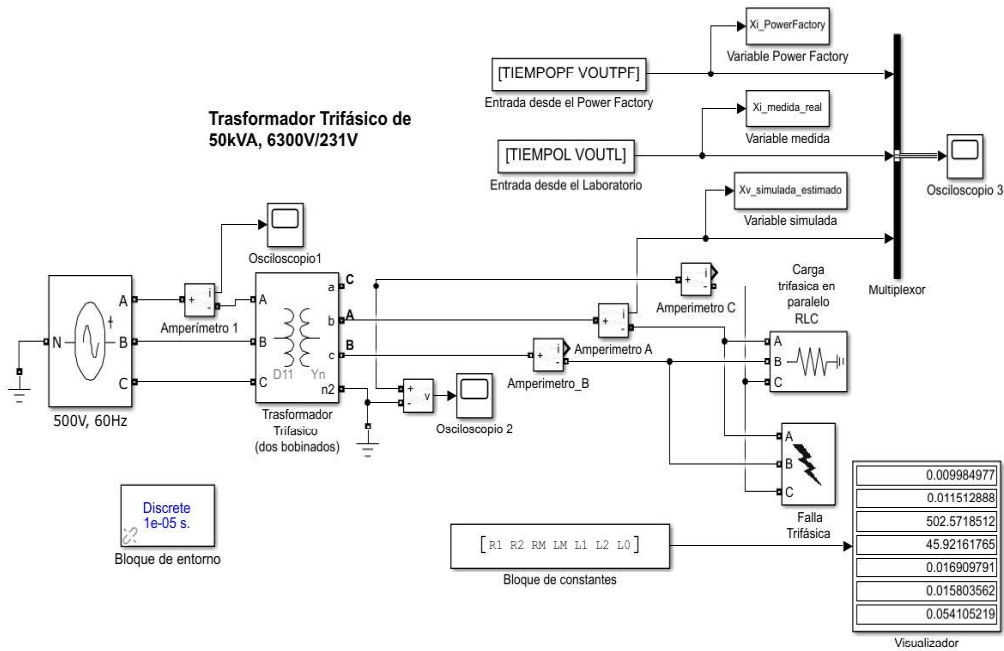 Xi_PowerFactory
Variable Power Factory
[TIEMPOPF VOUTPF]
Entrada desde el Power Factory
Xi_medida_real
Variable medida
Trasformador Trifásico de
50kVA, 6300V/231V
[TIEMPOL VOUTL]
Entrada desde el Laboratorio
Osciloscopio 3
Xv_simulada_estimado
Variable simulada
Multiplexor
Osciloscopio1
Amperímetro 1
i
+
-
N
A
B
C
500V, 60Hz
A
B
C
D11
Yn
a
b
c
n2
C
A
B
Trasformador
Trifasico
(dos bobinados)
+
-
v
Osciloscopio 2
i
+
-
Amperimetro C
i
+
-
Amperimetro A
i
+
-
Amperimetro_B
Carga
trifasica en
paralelo
RLC
A
B
C
A
B
C
Falla
Trifásica
Discrete
1e-05 s.
Bloque de entorno
[R1 R2 RM LM L1 L2 L0]
Bloque de constantes
0.009984977
0.011512888
502.5718512
45.92161765
0.016909791
0.015803562
0.054105219
Visualizador